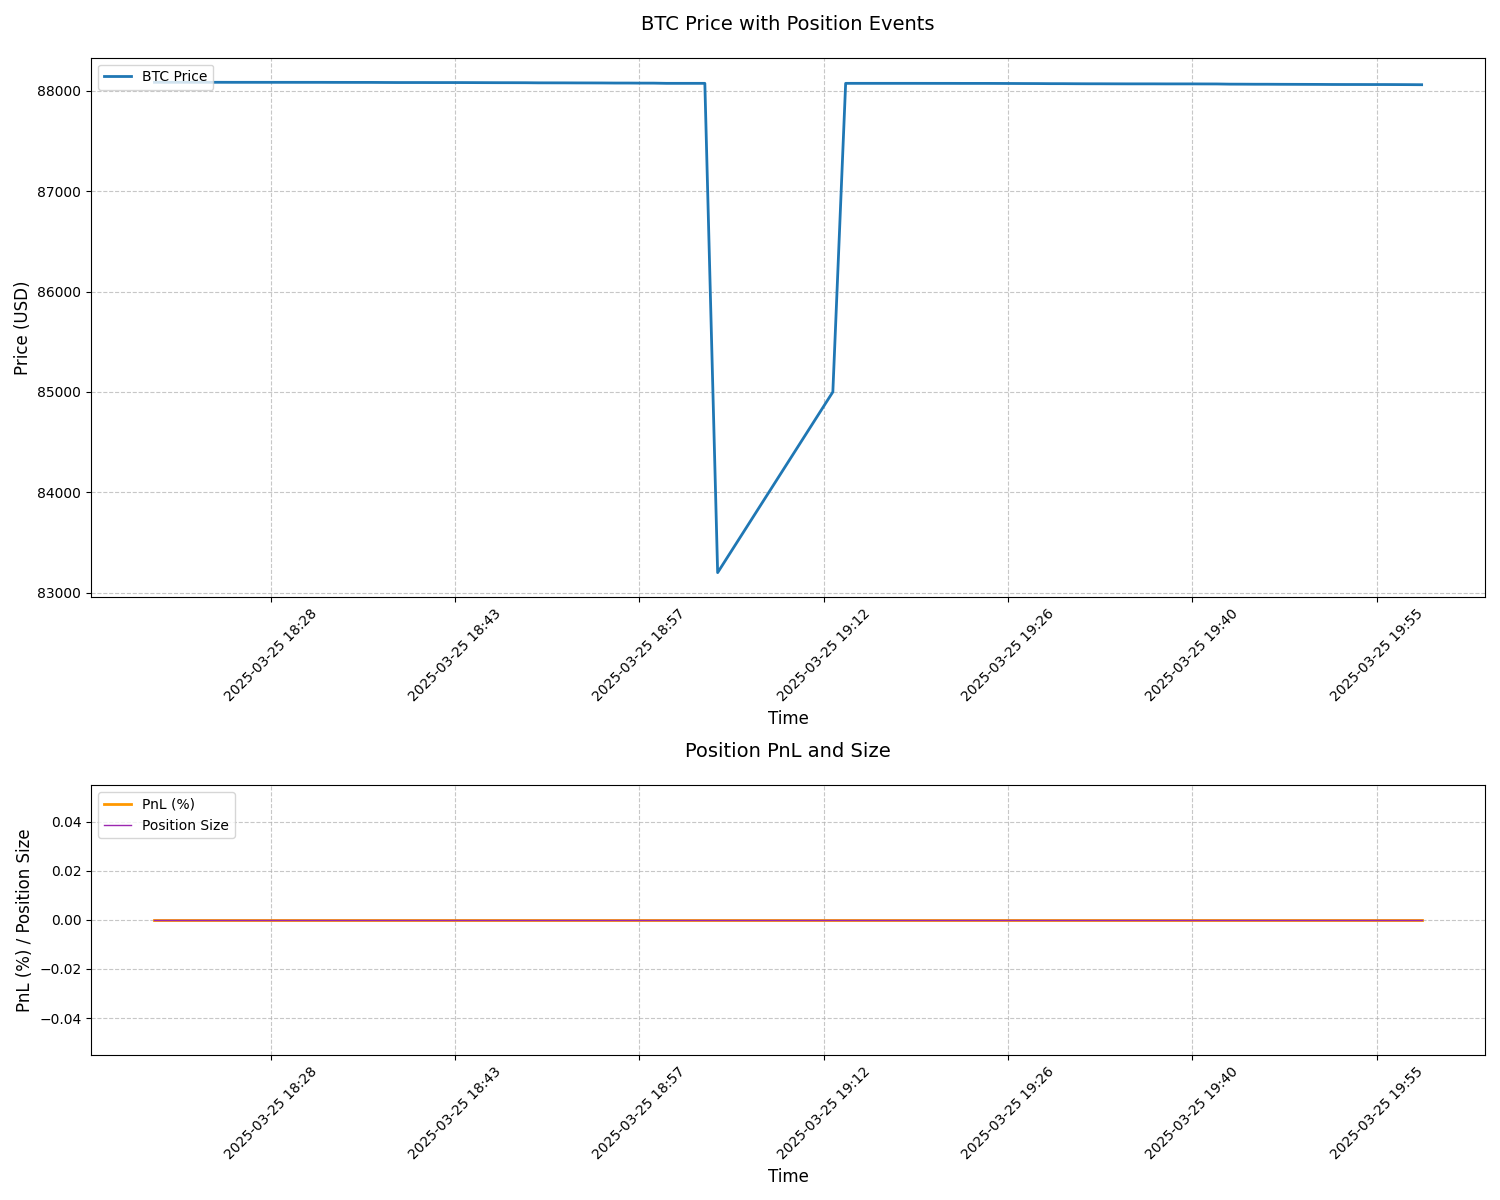 BTC Price with Position Events
BTC Price
88000
87000
86000
85000
84000
83000
Price (USD)
2025-03-25 18:28
2025-03-25 18:43
2025-03-25 18:57
2025-03-25 19:12
2025-03-25 19:26
2025-03-25 19:40
2025-03-25 19:55
Time
Position PnL and Size
PnL (%)
Position Size
0.04
0.02
0.00
−0.02
−0.04
PnL (%) / Position Size
2025-03-25 18:28
2025-03-25 18:43
2025-03-25 18:57
2025-03-25 19:12
2025-03-25 19:26
2025-03-25 19:40
2025-03-25 19:55
Time